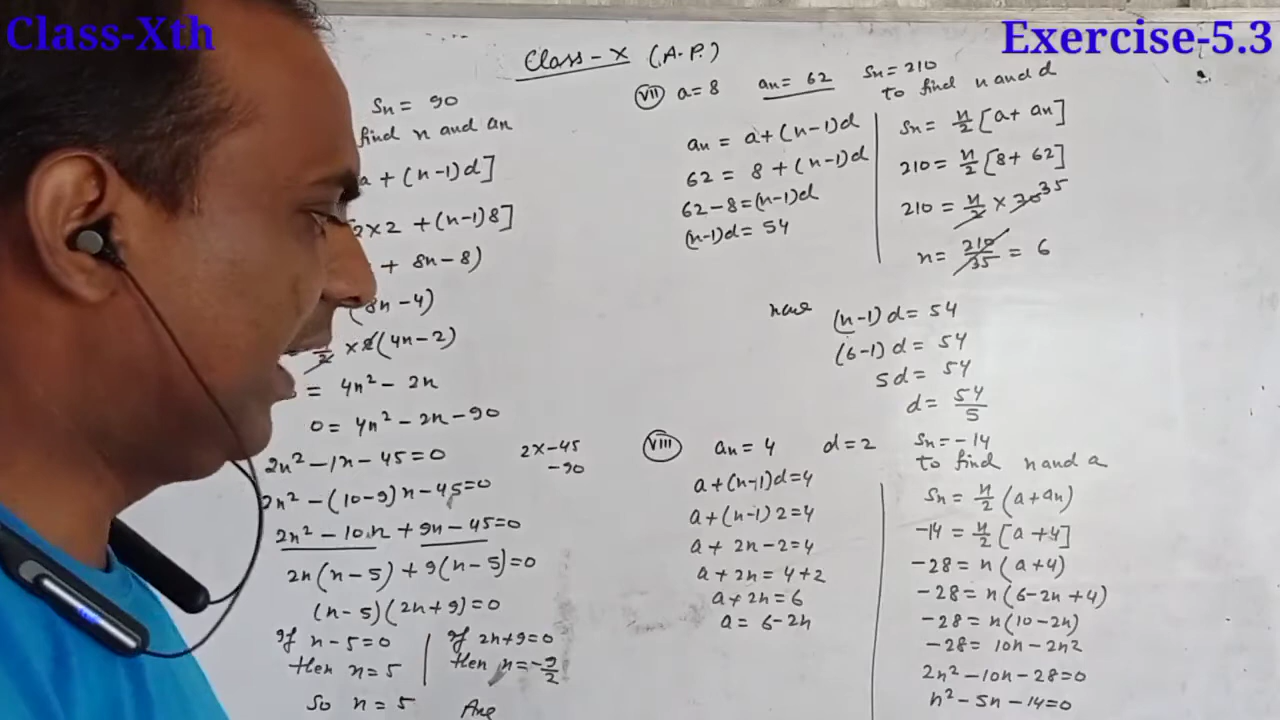 Class-Xth
Exercise-5.3
Class - X (A.P.)
Sn = 90
find n and an
a + (n-1)d]
2×2 + (n-1)8]
+ 8n - 8)
8n - 4)
× 2(4n - 2)
= 4n² - 2n
0 = 4n² - 2n - 90
2n² - 1n - 45 = 0
2x-45
-90
2n² - (10-9)n - 45 = 0
2n² - 10n + 9n - 45 = 0
2n(n-5) + 9(n-5) = 0
(n-5)(2n+9) = 0
If n-5=0
then n=5
If 2n+9=0
then n = -9/2
So n = 5 Ans
(VII) a = 8 an = 62 Sn = 210
to find n and d
an = a + (n-1)d
62 = 8 + (n-1)d
62-8 = (n-1)d
(n-1)d = 54
Sn = n/2 [a + an]
210 = n/2 [8 + 62]
210 = n/2 × 70 35
n = 210/35 = 6
(n-1)d = 54
(6-1)d = 54
5d = 54
d = 54/5
(VIII) an = 4 d = 2 Sn = -14
to find n and a
a + (n-1)d = 4
a + (n-1)2 = 4
a + 2n - 2 = 4
a + 2n = 4+2
a + 2n = 6
a = 6-2n
Sn = n/2 (a+an)
-14 = n/2 [a+4]
-28 = n(a+4)
-28 = n(6-2n+4)
-28 = n(10-2n)
-28 = 10n - 2n²
2n² - 10n - 28 = 0
n² - 5n - 14 = 0